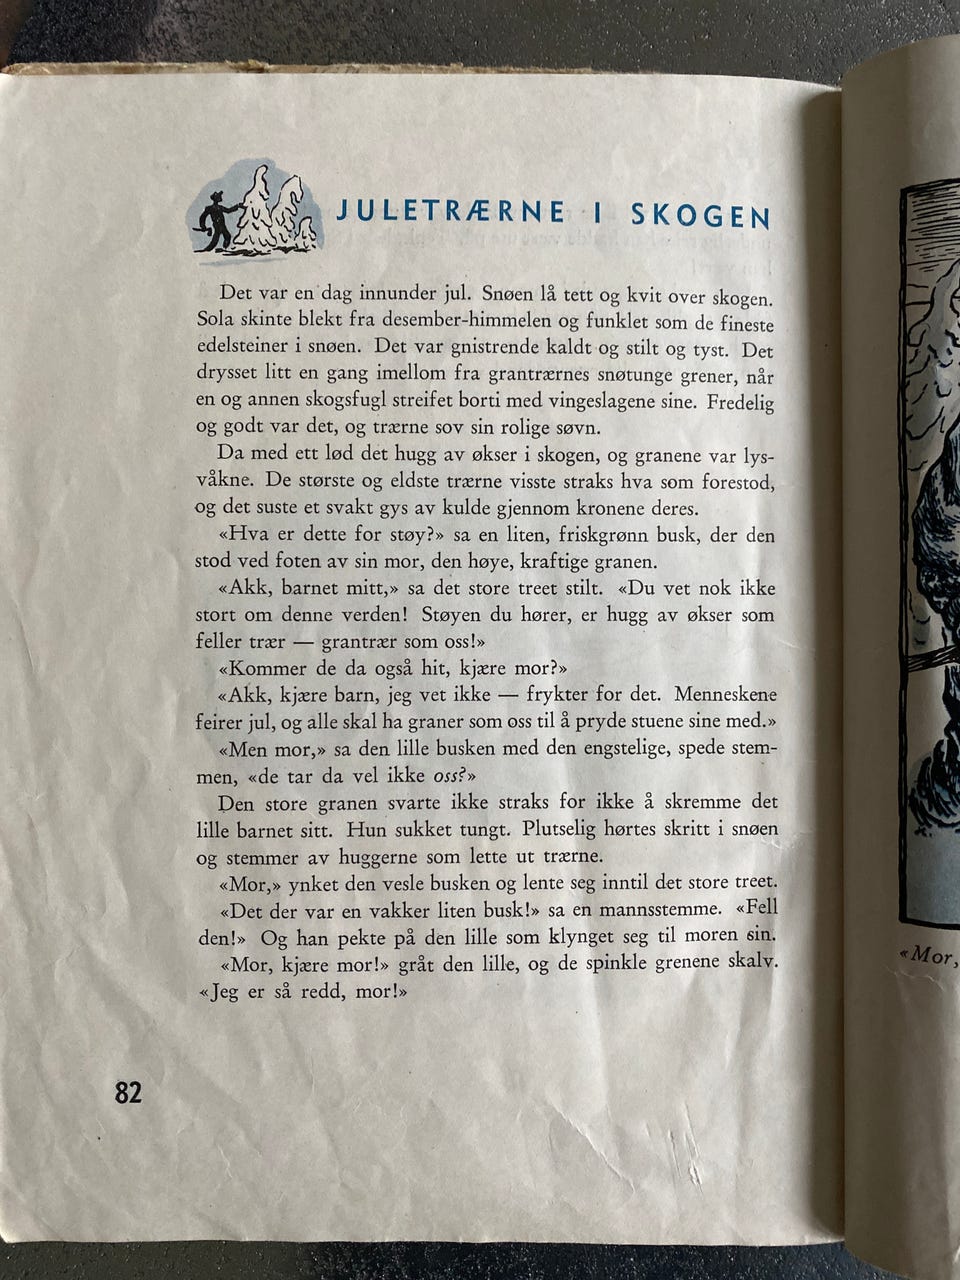 JULETRÆRNE I SKOGEN
Det var en dag innunder jul. Snøen lå tett og kvit over skogen.
Sola skinte blekt fra desember-himmelen og funklet som de fineste
edelsteiner i snøen. Det var gnistrende kaldt og stilt og tyst. Det
drysset litt en gang imellom fra grantrærnes snøtunge grener, når
en og annen skogsfugl streifet borti med vingeslagene sine. Fredelig
og godt var det, og trærne sov sin rolige søvn.
Da med ett lød det hugg av økser i skogen, og granene var lys-
våkne. De største og eldste trærne visste straks hva som forestod,
og det suste et svakt gys av kulde gjennom kronene deres.
«Hva er dette for støy?» sa en liten, friskgrønn busk, der den
stod ved foten av sin mor, den høye, kraftige granen.
«Akk, barnet mitt,» sa det store treet stilt. «Du vet nok ikke
stort om denne verden! Støyen du hører, er hugg av økser som
feller trær — grantrær som oss!»
«Kommer de da også hit, kjære mor?»
«Akk, kjære barn, jeg vet ikke — frykter for det. Menneskene
feirer jul, og alle skal ha graner som oss til å pryde stuene sine med.»
«Men mor,» sa den lille busken med den engstelige, spede stem-
men, «de tar da vel ikke oss?»
Den store granen svarte ikke straks for ikke å skremme det
lille barnet sitt. Hun sukket tungt. Plutselig hørtes skritt i snøen
og stemmer av huggerne som lette ut trærne.
«Mor,» ynket den vesle busken og lente seg inntil det store treet.
«Det der var en vakker liten busk!» sa en mannsstemme. «Fell
den!» Og han pekte på den lille som klynget seg til moren sin.
«Mor, kjære mor!» gråt den lille, og de spinkle grenene skalv.
«Jeg er så redd, mor!»
82
«Mor,